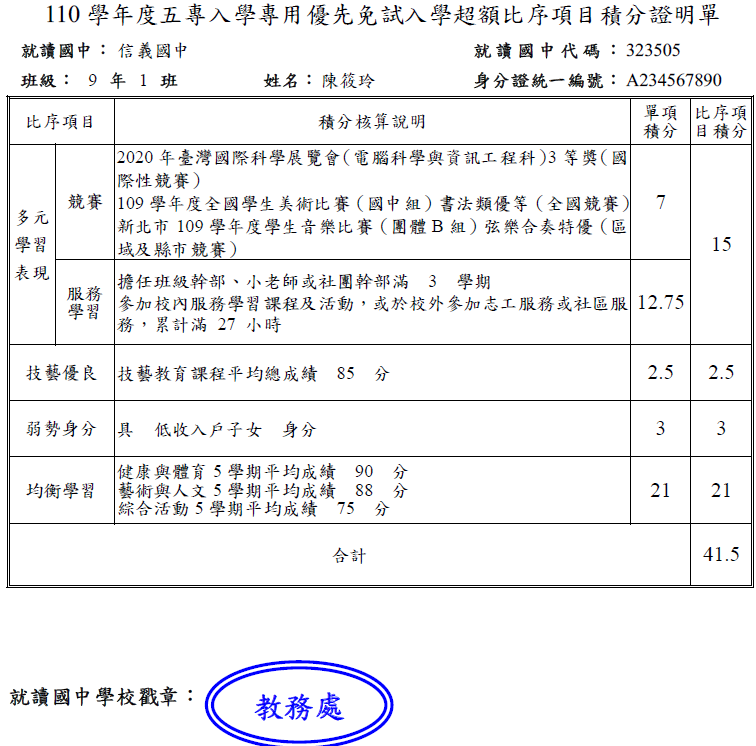 110 學年度五專入學專用優先免試入學超額比序項目積分證明單
就讀國中：信義國中 就讀國中代碼：323505
班級： 9 年 1 班 姓名：陳筱玲 身分證統一編號：A234567890
比序項目 積分核算說明 單項積分 比序項目積分
多元學習表現
競賽
2020 年臺灣國際科學展覽會（電腦科學與資訊工程科）3 等獎（國
際性競賽）
109 學年度全國學生美術比賽（國中組）書法類優等（全國競賽）
新北市 109 學年度學生音樂比賽（團體 B 組）弦樂合奏特優（區
域及縣市競賽）
7
15
服務學習
擔任班級幹部、小老師或社團幹部滿 3 學期
參加校內服務學習課程及活動，或於校外參加志工服務或社區服
務，累計滿 27 小時
12.75
技藝優良 技藝教育課程平均總成績 85 分 2.5 2.5
弱勢身分 具 低收入戶子女 身分 3 3
均衡學習
健康與體育 5 學期平均成績 90 分
藝術與人文 5 學期平均成績 88 分
綜合活動 5 學期平均成績 75 分
21 21
合計 41.5
就讀國中學校戳章：
教務處